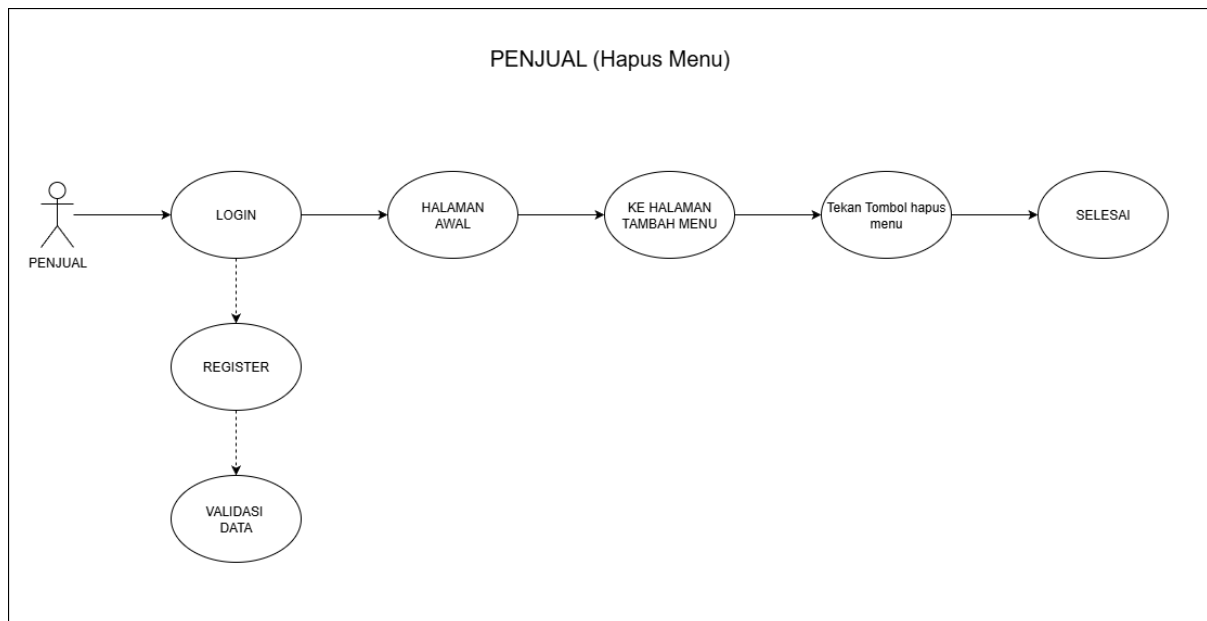 PENJUAL (Hapus Menu)
PENJUAL
LOGIN
HALAMAN
AWAL
KE HALAMAN
TAMBAH MENU
Tekan Tombol hapus
menu
SELESAI
REGISTER
VALIDASI
DATA